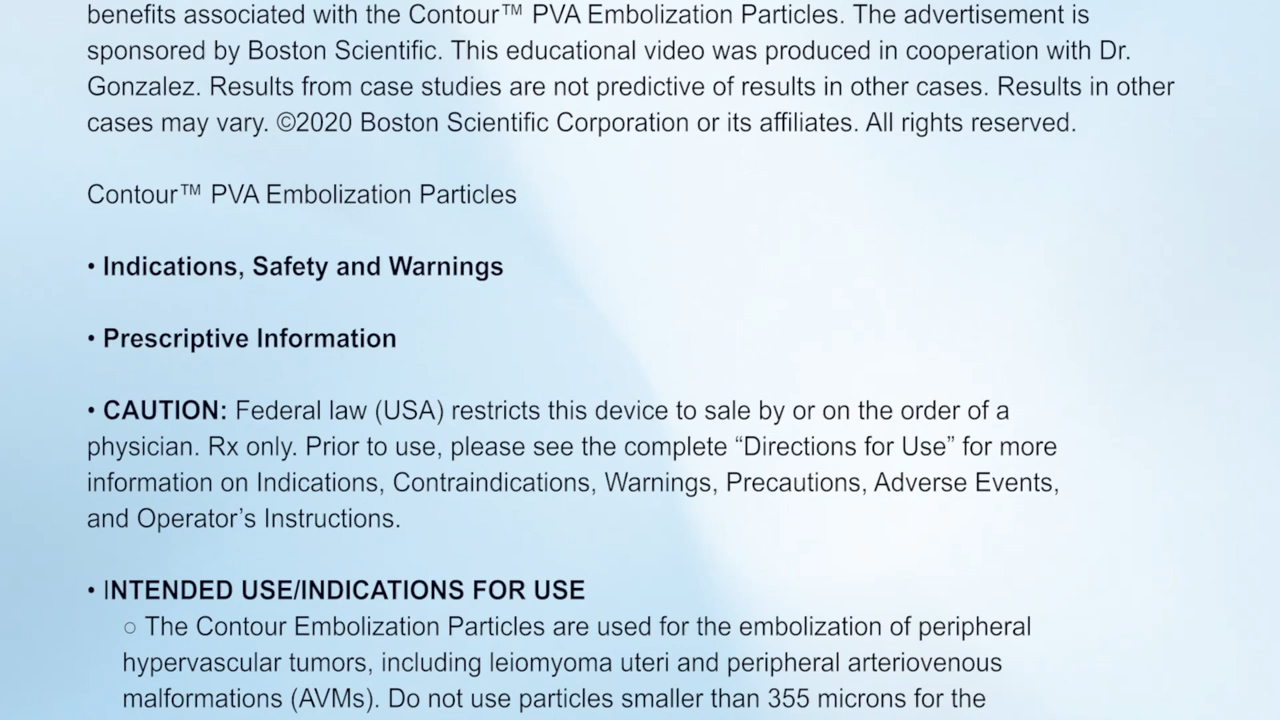 benefits associated with the Contour™ PVA Embolization Particles. The advertisement is
sponsored by Boston Scientific. This educational video was produced in cooperation with Dr.
Gonzalez. Results from case studies are not predictive of results in other cases. Results in other
cases may vary. ©2020 Boston Scientific Corporation or its affiliates. All rights reserved.
Contour™ PVA Embolization Particles
• Indications, Safety and Warnings
• Prescriptive Information
• CAUTION: Federal law (USA) restricts this device to sale by or on the order of a
physician. Rx only. Prior to use, please see the complete “Directions for Use” for more
information on Indications, Contraindications, Warnings, Precautions, Adverse Events,
and Operator’s Instructions.
• INTENDED USE/INDICATIONS FOR USE
○ The Contour Embolization Particles are used for the embolization of peripheral
hypervascular tumors, including leiomyoma uteri and peripheral arteriovenous
malformations (AVMs). Do not use particles smaller than 355 microns for the